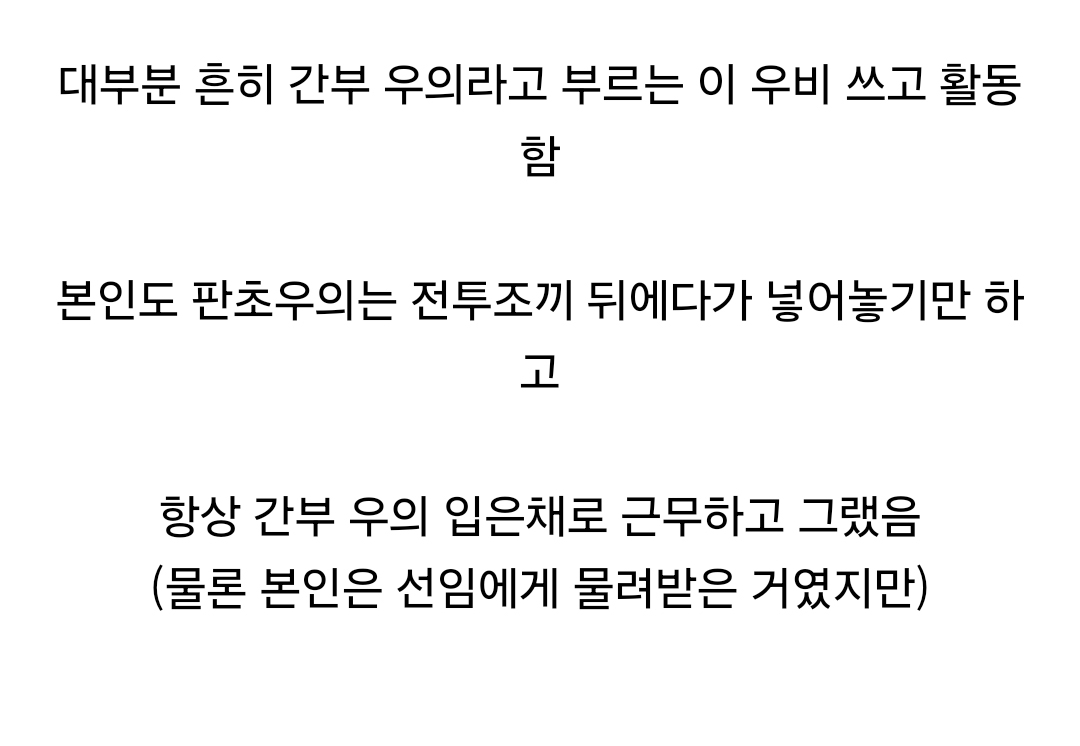 대부분 흔히 간부 우의라고 부르는 이 우비 쓰고 활동
함
본인도 판초우의는 전투조끼 뒤에다가 넣어놓기만 하
고
항상 간부 우의 입은채로 근무하고 그랬음
(물론 본인은 선임에게 물려받은 거였지만)